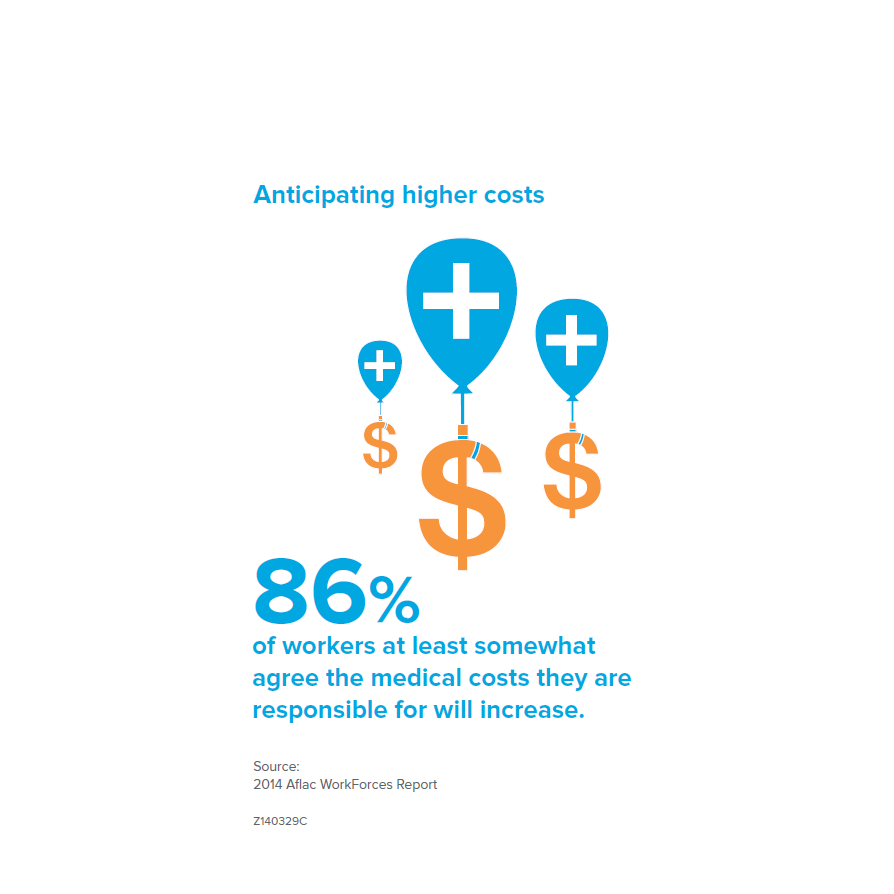 Anticipating higher costs
$
$
$
86%
of workers at least somewhat
agree the medical costs they are
responsible for will increase.
Source:
2014 Aflac WorkForces Report
Z140329C